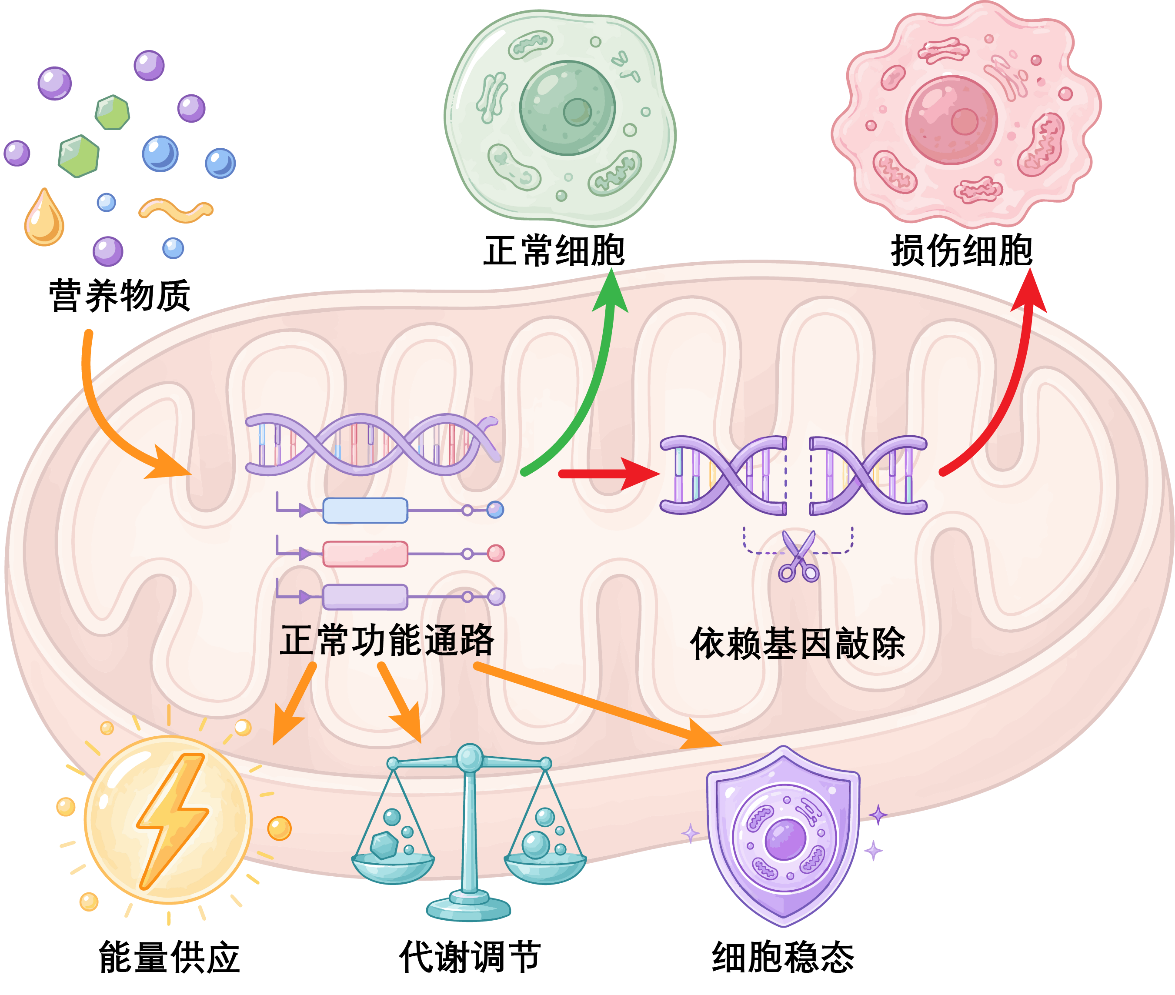 正常细胞
损伤细胞
营养物质
正常功能通路
依赖基因敲除
能量供应
代谢调节
细胞稳态